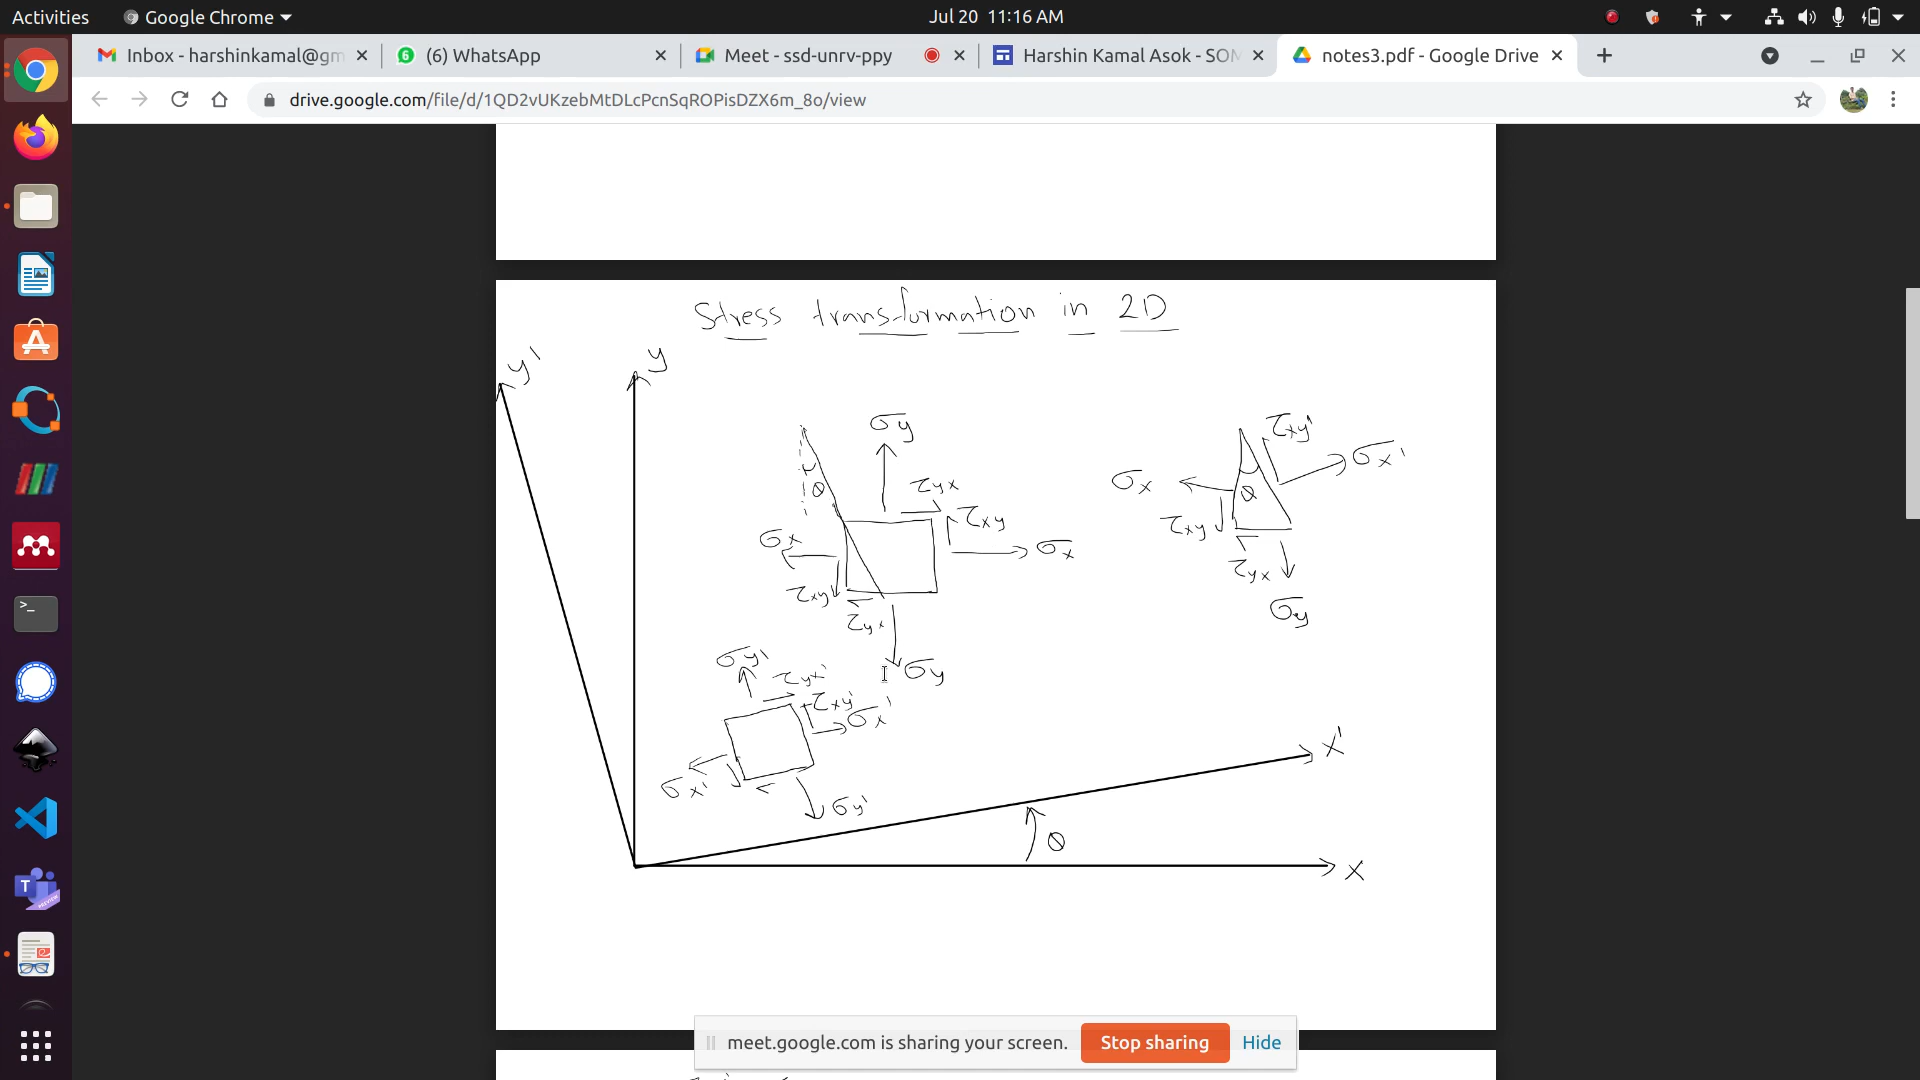 Activities Google Chrome Jul 20 11:16 AM
Inbox - harshinkamal@gm (6) WhatsApp Meet - ssd-unrv-ppy Harshin Kamal Asok - SOM notes3.pdf - Google Drive
drive.google.com/file/d/1QD2vUKzebMtDLcPcnSqROPisDZX6m_8o/view
Stress transformation in 2D
y' y
σy τxy' σx'
θ τyx σx θ
τxy τxy
σx σx
τxy τyx
τyx σy
σy
σy' τyx'
τxy' σx'
x'
σx' σy'
θ
x
meet.google.com is sharing your screen. Stop sharing Hide